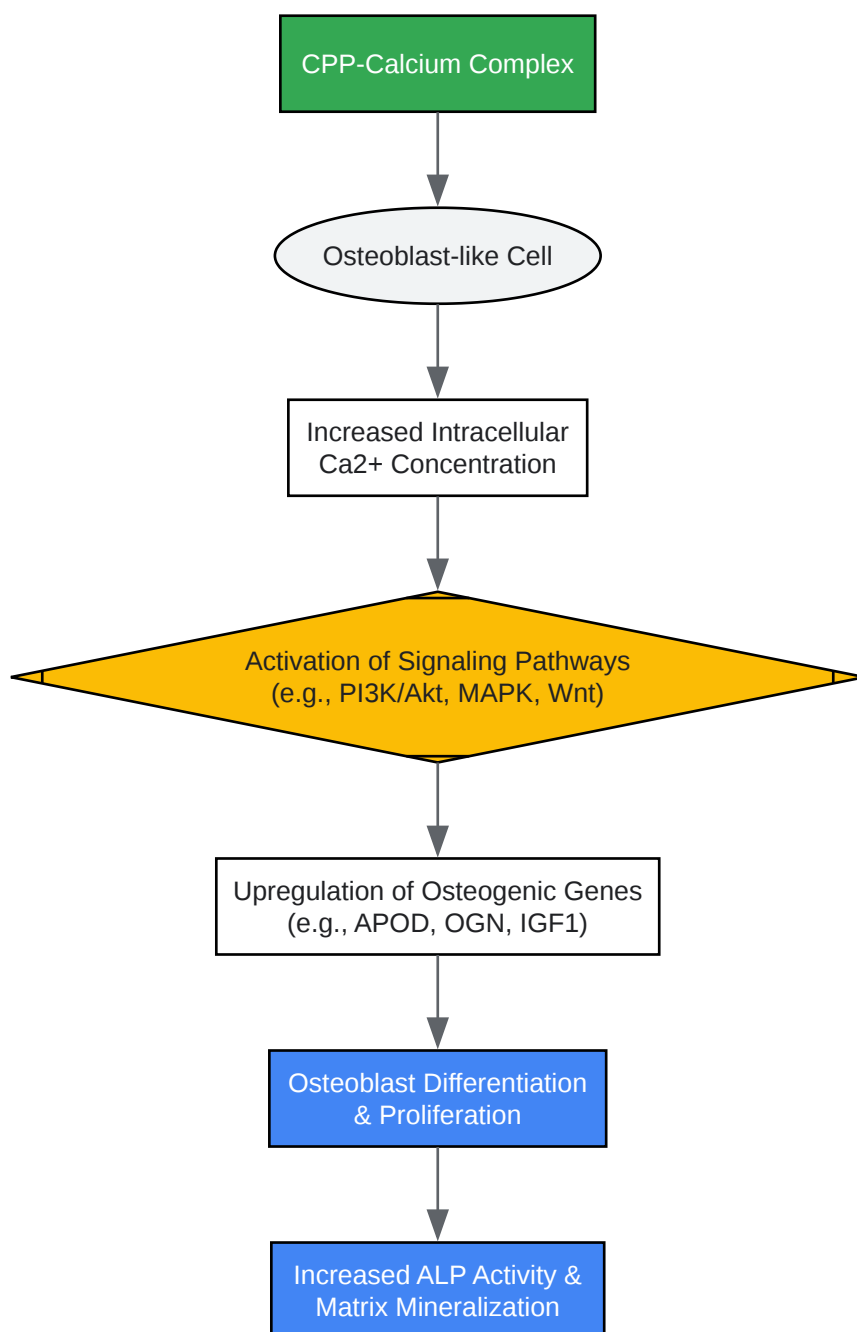 CPP-Calcium Complex
Osteoblast-like Cell
Increased Intracellular
Ca2+ Concentration
Activation of Signaling Pathways
(e.g., PI3K/Akt, MAPK, Wnt)
Upregulation of Osteogenic Genes
(e.g., APOD, OGN, IGF1)
Osteoblast Differentiation
& Proliferation
Increased ALP Activity &
Matrix Mineralization